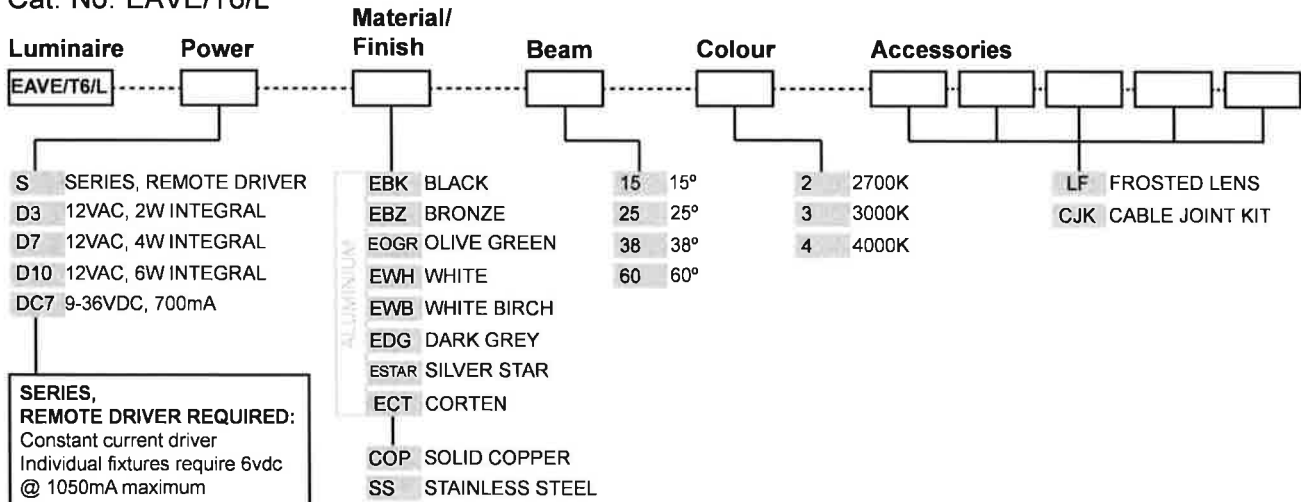 Cat. No. EAVE/T6/L
Luminaire Power Material/ Finish Beam Colour Accessories
EAVE/T6/L
S SERIES, REMOTE DRIVER
D3 12VAC, 2W INTEGRAL
D7 12VAC, 4W INTEGRAL
D10 12VAC, 6W INTEGRAL
DC7 9-36VDC, 700mA
SERIES,
REMOTE DRIVER REQUIRED:
Constant current driver
Individual fixtures require 6vdc
@ 1050mA maximum
ALUMINIUM
EBK BLACK
EBZ BRONZE
EOGR OLIVE GREEN
EWH WHITE
EWB WHITE BIRCH
EDG DARK GREY
ESTAR SILVER STAR
ECT CORTEN
COP SOLID COPPER
SS STAINLESS STEEL
15 15º
25 25º
38 38º
60 60º
2 2700K
3 3000K
4 4000K
LF FROSTED LENS
CJK CABLE JOINT KIT